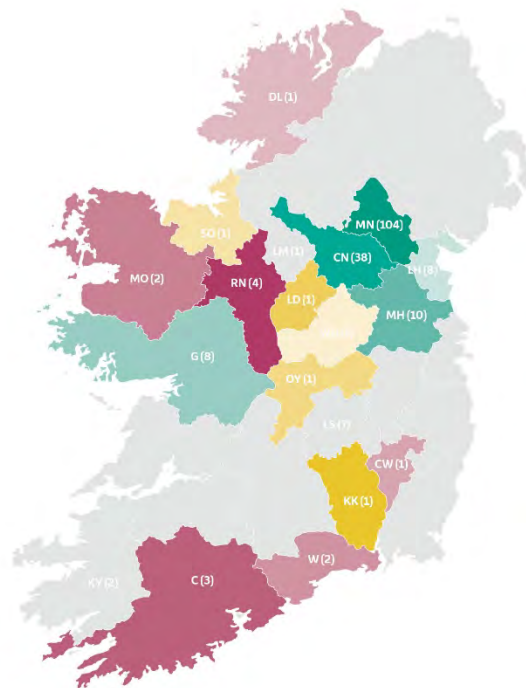 DL (1)
MN (104)
SO (1)
LM (1)
CN (38)
LH (8)
MO (2)
RN (4)
LD (1)
MH (10)
G (8)
OY (1)
CW (1)
KK (1)
W (2)
C (3)
KY (2)